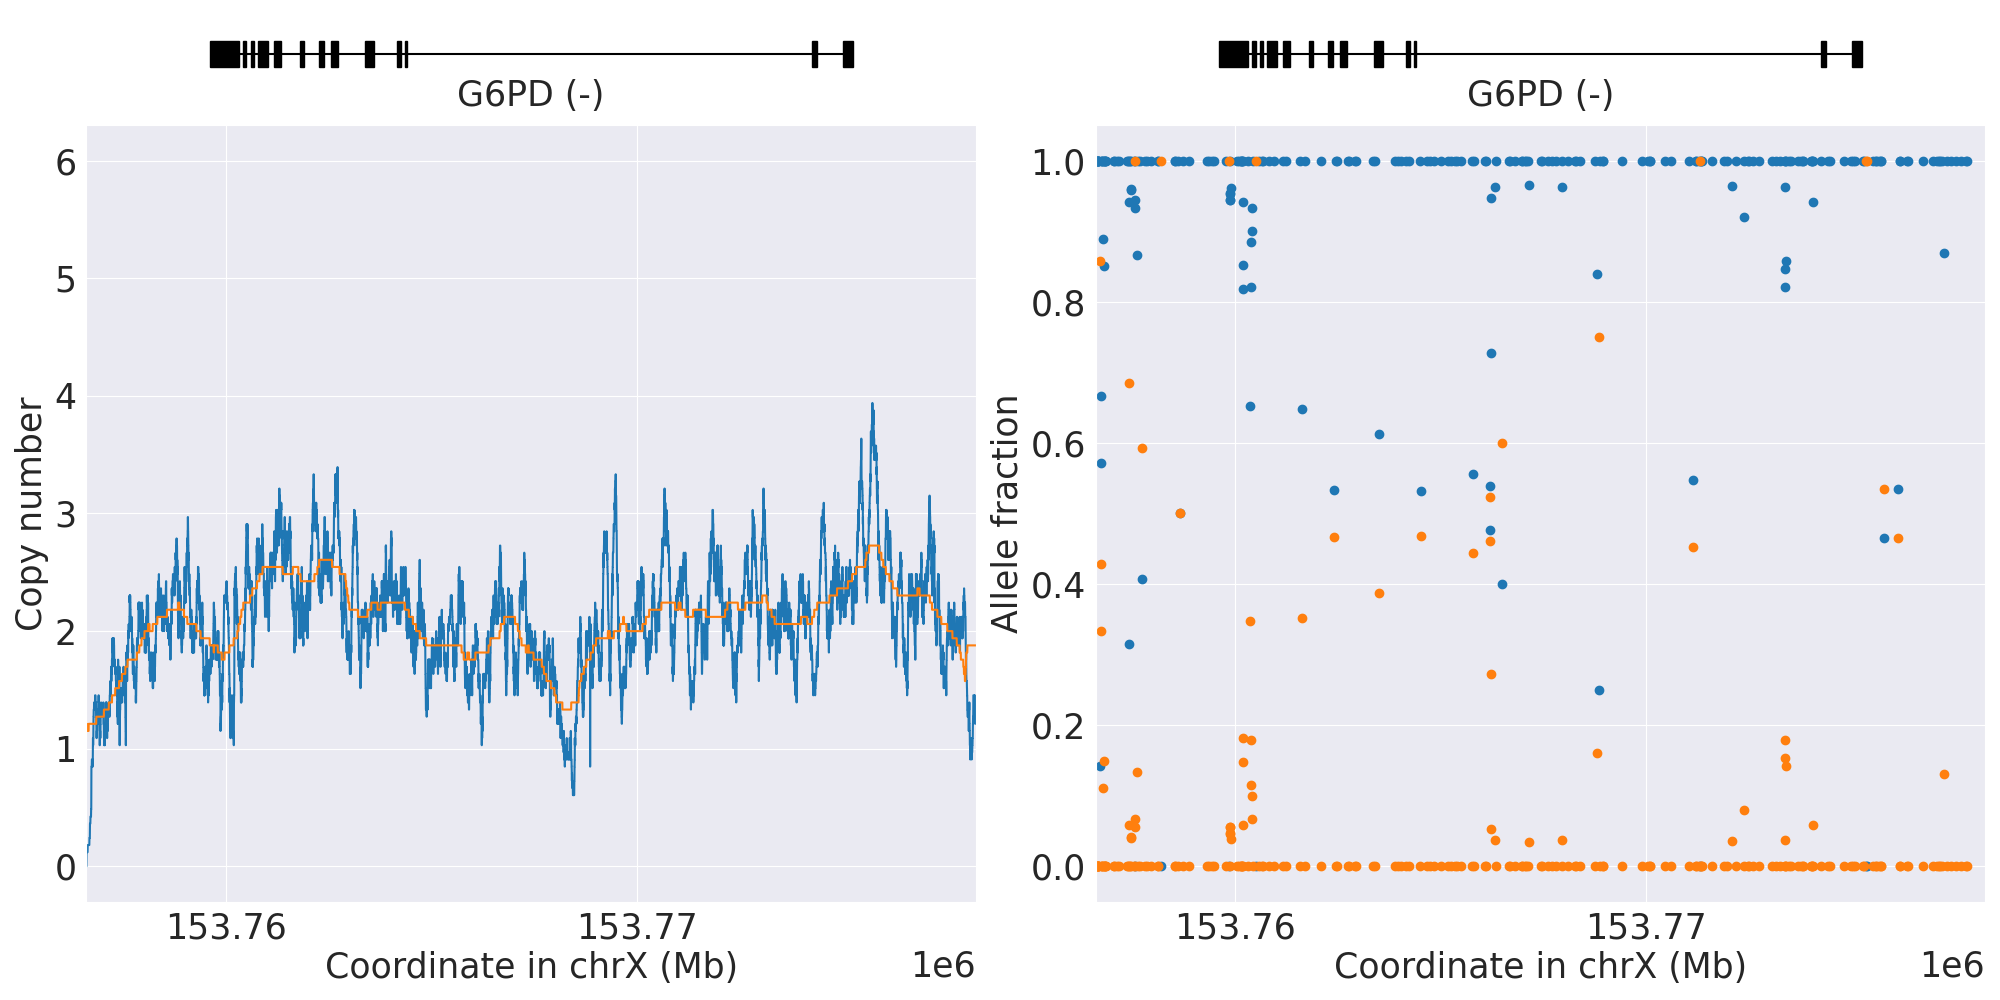 G6PD (-)
6
5
4
3
2
1
0
Copy number
153.76
153.77
Coordinate in chrX (Mb)
1e6
G6PD (-)
1.0
0.8
0.6
0.4
0.2
0.0
Allele fraction
153.76
153.77
Coordinate in chrX (Mb)
1e6